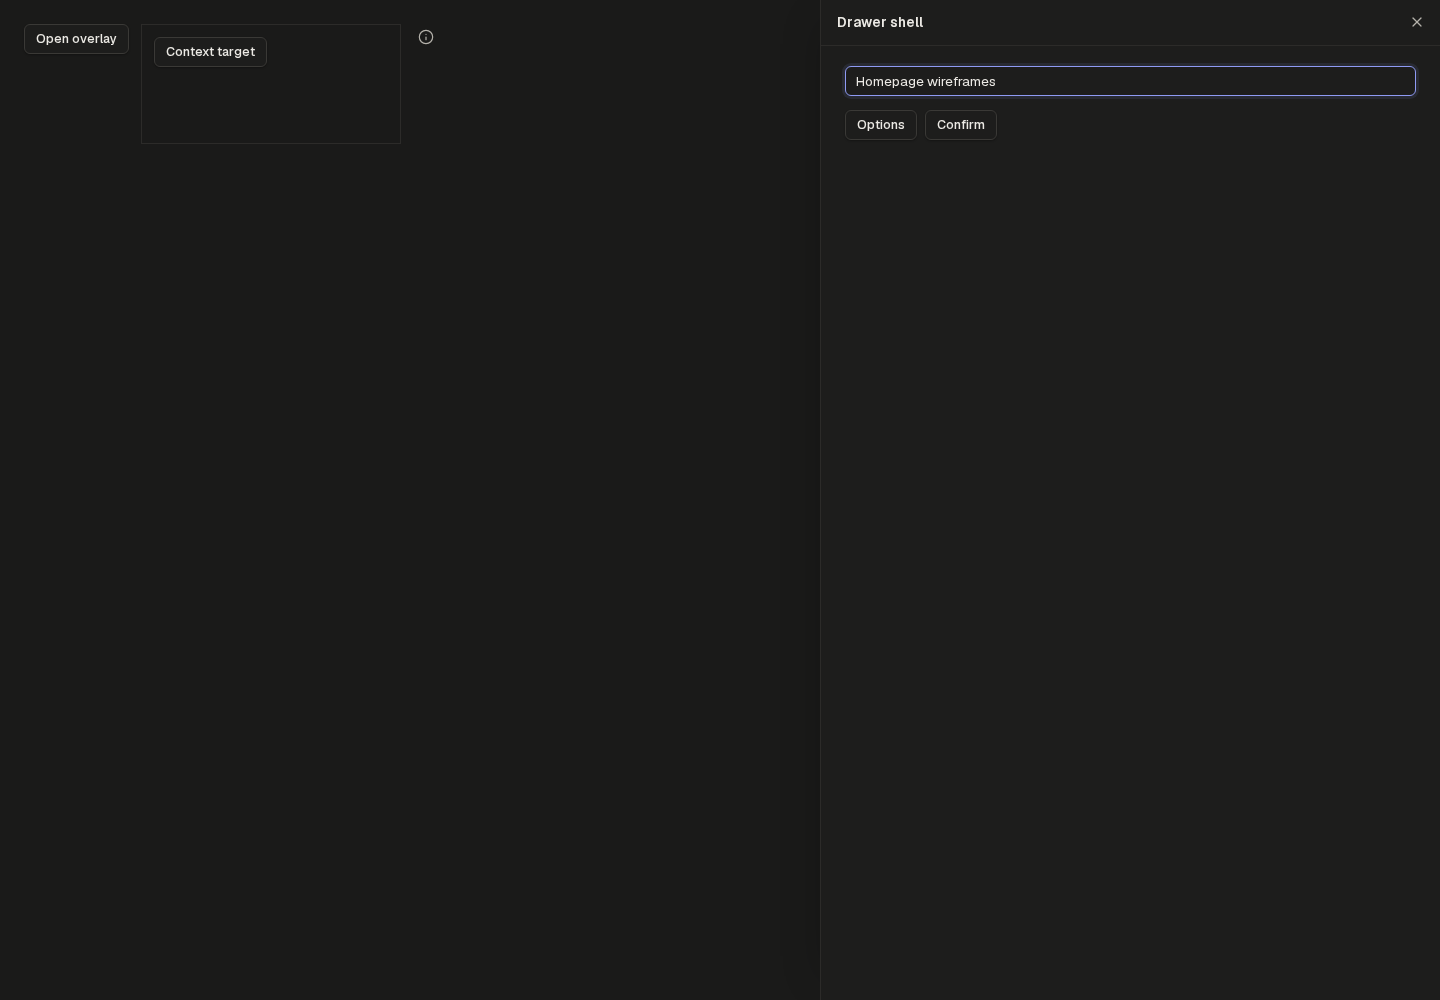 Open overlay
Context target
Drawer shell
Homepage wireframes
Options
Confirm